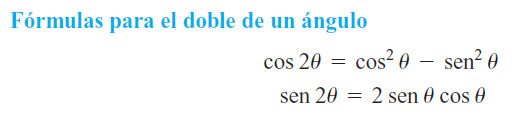 Fórmulas para el doble de un ángulo
cos 2θ = cos² θ − sen² θ
sen 2θ = 2 sen θ cos θ